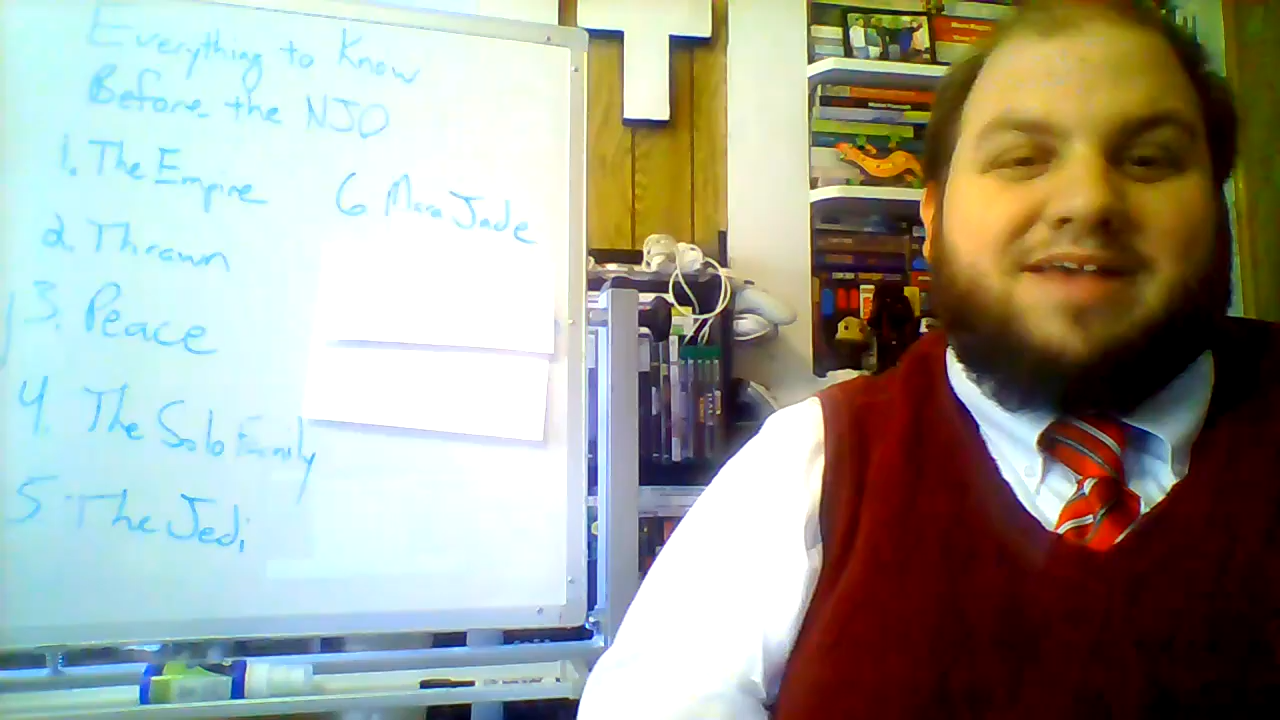 Everything to Know
Before the NJO
1. The Empire
2. Thrawn
3. Peace
4. The Solo Family
5 The Jedi
6 Mara Jade